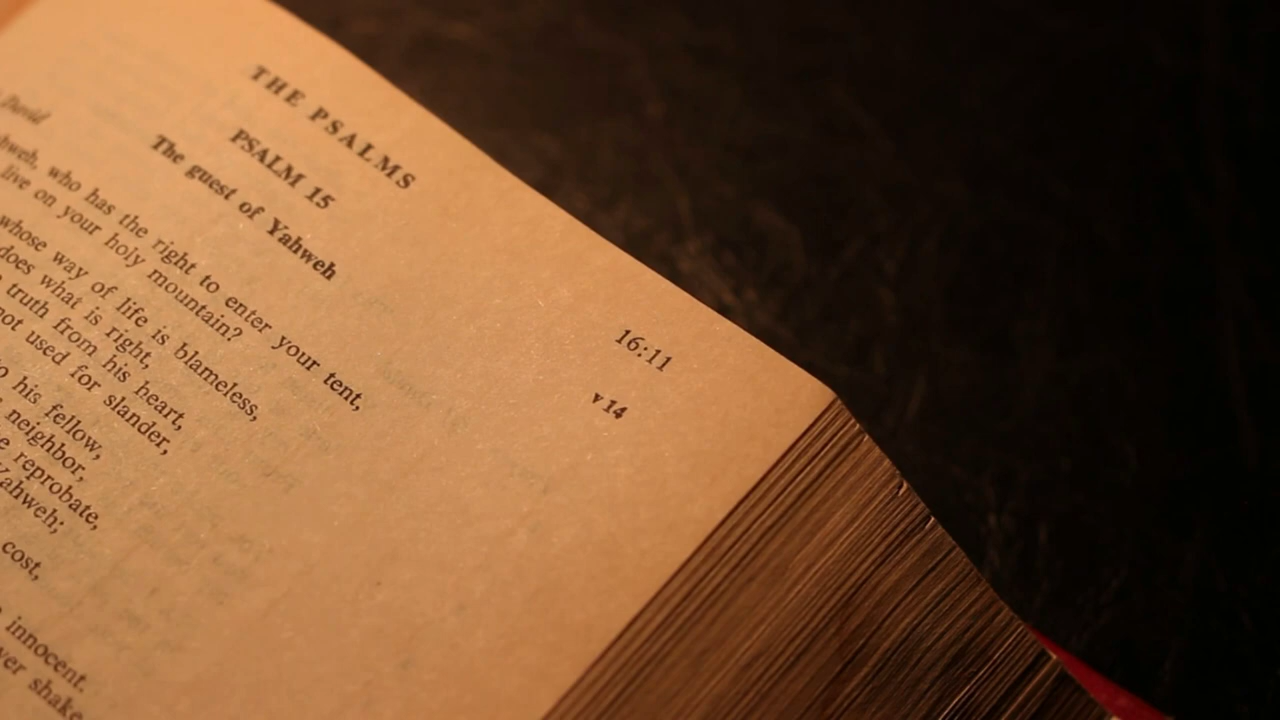 THE PSALMS
PSALM 15
The guest of Yahweh
David
who has the right to enter your tent,
live on your holy mountain?
16:11
whose way of life is blameless,
v 14
does what is right,
truth from his heart,
not used for slander,
his fellow,
neighbor,
reprobate,
Yahweh;
cost,
innocent.
shake